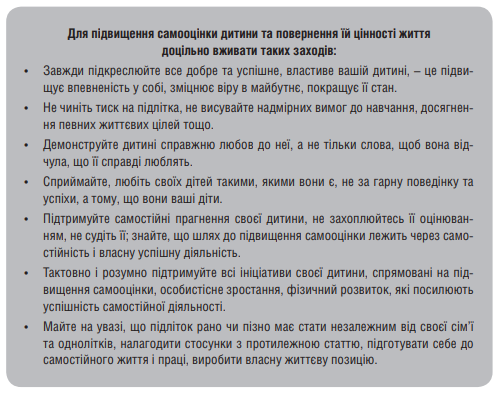 Для підвищення самооцінки дитини та повернення їй цінності життя
доцільно вживати таких заходів:
• Завжди підкреслюйте все добре та успішне, властиве вашій дитині, – це підви-
щує впевненість у собі, зміцнює віру в майбутнє, покращує її стан.
• Не чиніть тиск на підлітка, не висувайте надмірних вимог до навчання, досягнен-
ня певних життєвих цілей тощо.
• Демонструйте дитині справжню любов до неї, а не тільки слова, щоб вона від-
чула, що її справді люблять.
• Сприймайте, любіть своїх дітей такими, якими вони є, не за гарну поведінку та
успіхи, а тому, що вони ваші діти.
• Підтримуйте самостійні прагнення своєї дитини, не захоплюйтесь її оцінюван-
ням, не судіть її; знайте, що шлях до підвищення самооцінки лежить через само-
стійність і власну успішну діяльність.
• Тактовно і розумно підтримуйте всі ініціативи своєї дитини, спрямовані на під-
вищення самооцінки, особистісне зростання, фізичний розвиток, які посилюють
успішність самостійної діяльності.
• Майте на увазі, що підліток рано чи пізно має стати незалежним від своєї сім’ї
та однолітків, налагодити стосунки з протилежною статтю, підготувати себе до
самостійного життя і праці, виробити власну життєву позицію.